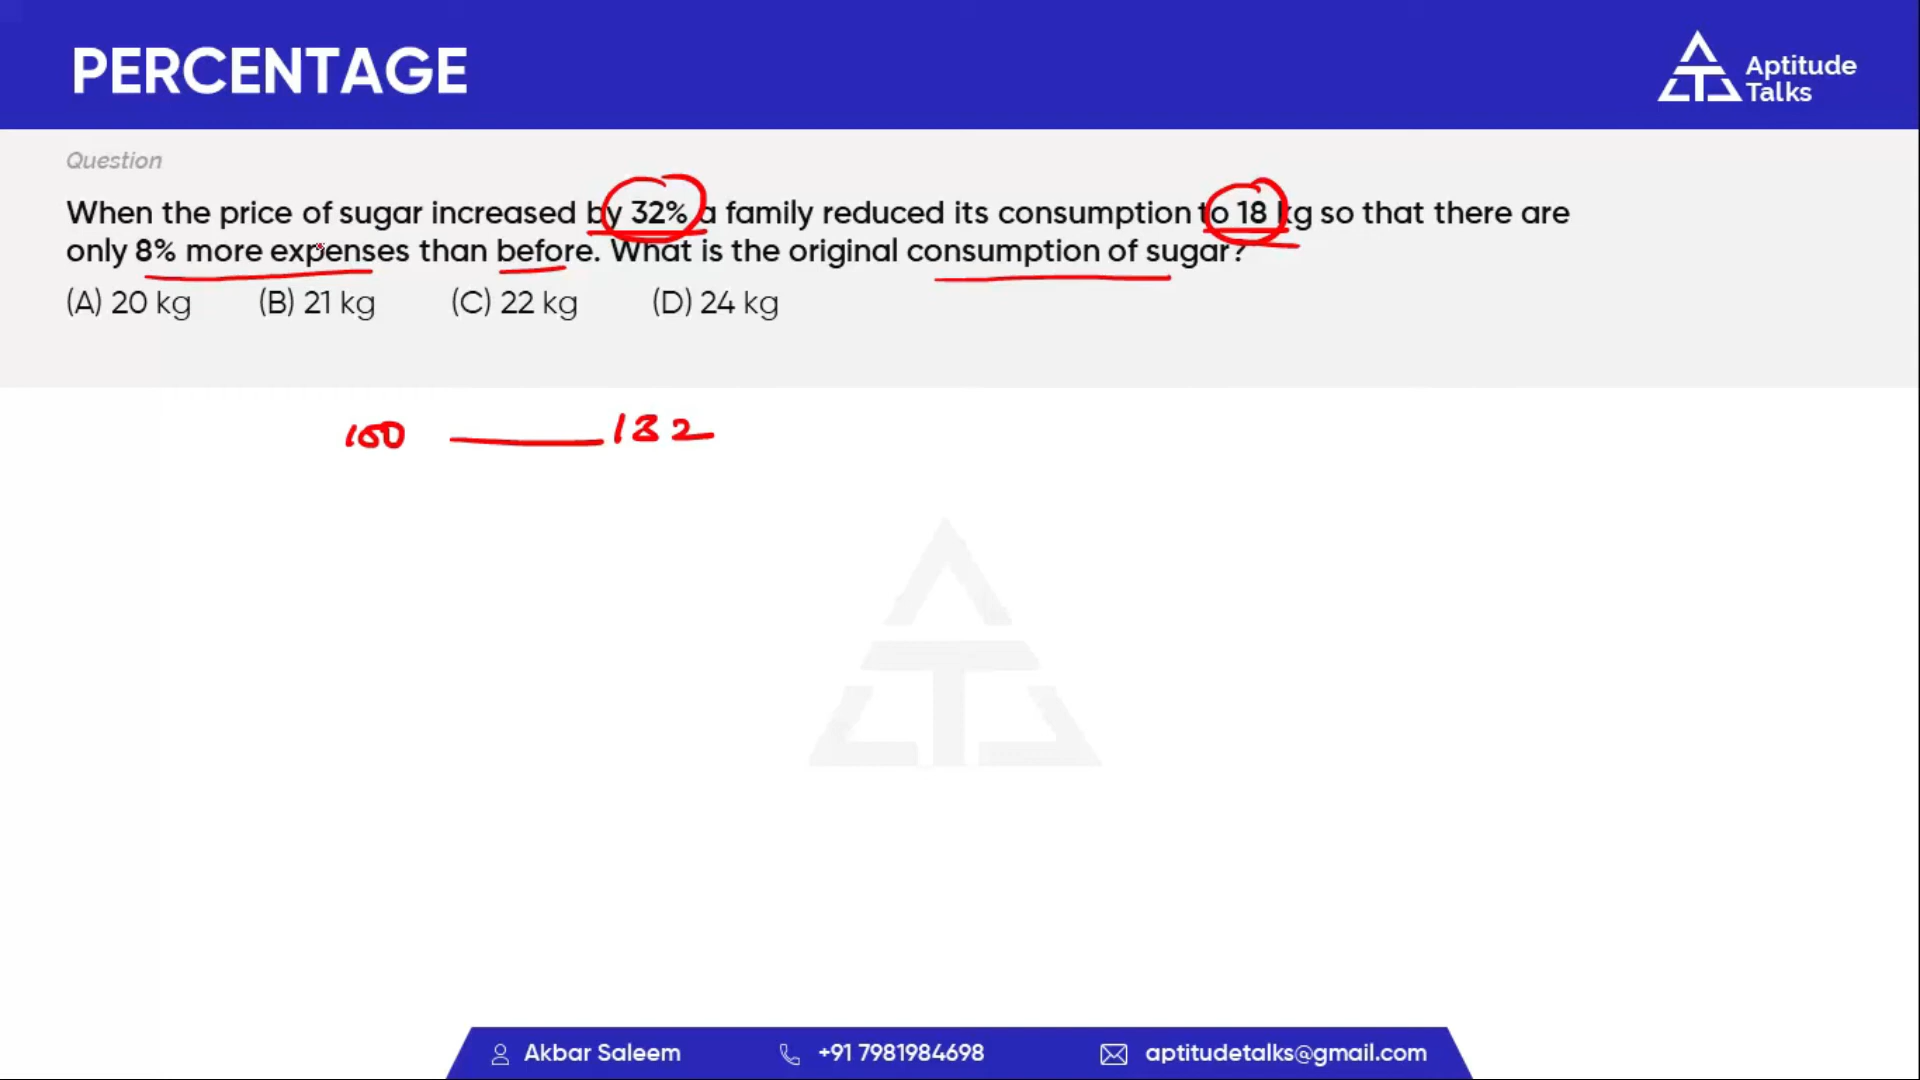 PERCENTAGE
Aptitude
Talks
Question
When the price of sugar increased by 32% a family reduced its consumption to 18 kg so that there are
only 8% more expenses than before. What is the original consumption of sugar?
(A) 20 kg (B) 21 kg (C) 22 kg (D) 24 kg
100 132
Akbar Saleem +91 7981984698 aptitudetalks@gmail.com